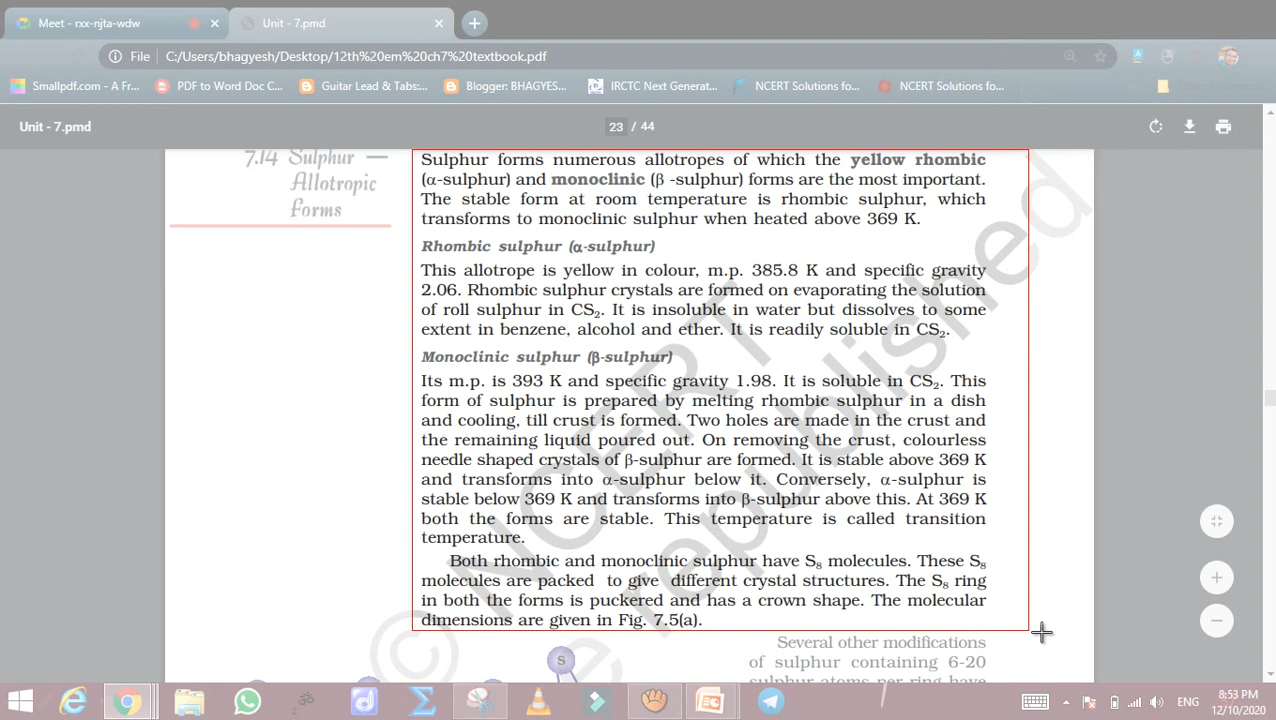 Meet - rxx-njta-wdw
Unit - 7.pmd
File
C:/Users/bhagyesh/Desktop/12th%20em%20ch7%20textbook.pdf
Smallpdf.com - A Fr...
PDF to Word Doc C...
Guitar Lead & Tabs:...
Blogger: BHAGYES...
IRCTC Next Generat...
NCERT Solutions fo...
NCERT Solutions fo...
Unit - 7.pmd
23 / 44
7.14 Sulphur —
Allotropic
Forms
Sulphur forms numerous allotropes of which the yellow rhombic
(α-sulphur) and monoclinic (β -sulphur) forms are the most important.
The stable form at room temperature is rhombic sulphur, which
transforms to monoclinic sulphur when heated above 369 K.
Rhombic sulphur (α-sulphur)
This allotrope is yellow in colour, m.p. 385.8 K and specific gravity
2.06. Rhombic sulphur crystals are formed on evaporating the solution
of roll sulphur in CS₂. It is insoluble in water but dissolves to some
extent in benzene, alcohol and ether. It is readily soluble in CS₂.
Monoclinic sulphur (β-sulphur)
Its m.p. is 393 K and specific gravity 1.98. It is soluble in CS₂. This
form of sulphur is prepared by melting rhombic sulphur in a dish
and cooling, till crust is formed. Two holes are made in the crust and
the remaining liquid poured out. On removing the crust, colourless
needle shaped crystals of β-sulphur are formed. It is stable above 369 K
and transforms into α-sulphur below it. Conversely, α-sulphur is
stable below 369 K and transforms into β-sulphur above this. At 369 K
both the forms are stable. This temperature is called transition
temperature.
Both rhombic and monoclinic sulphur have S₈ molecules. These S₈
molecules are packed to give different crystal structures. The S₈ ring
in both the forms is puckered and has a crown shape. The molecular
dimensions are given in Fig. 7.5(a).
Several other modifications
of sulphur containing 6-20
sulphur atoms per ring have
S
© NCERT
be republished
ENG
8:53 PM
12/10/2020